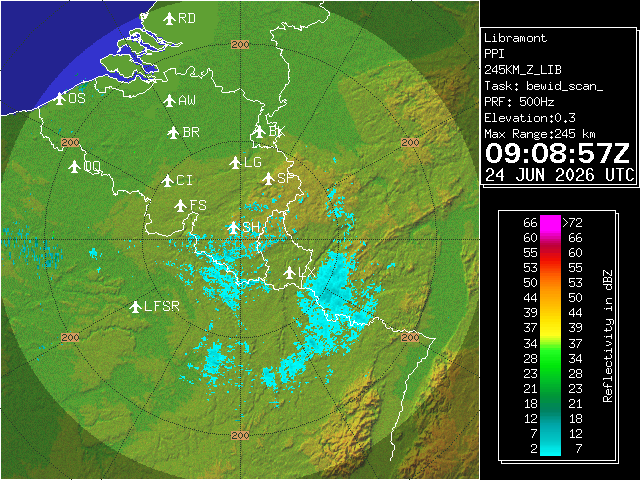 RD
200
OS
AW
BR
BK
200
200
OQ
LG
CI
SP
FS
SH
LX
LFSR
200
200
200
Libramont
PPI
245KM_Z_LIB
Task: bewid_scan_
PRF: 500Hz
Elevation:0.3
Max Range:245 km
09:08:57Z
24 JUN 2026 UTC
66 >72
60 66
55 60
53 55
50 53
44 50
39 44
37 39
34 37
28 34
23 28
21 23
18 21
12 18
7 12
2 7
Reflectivity in dBZ